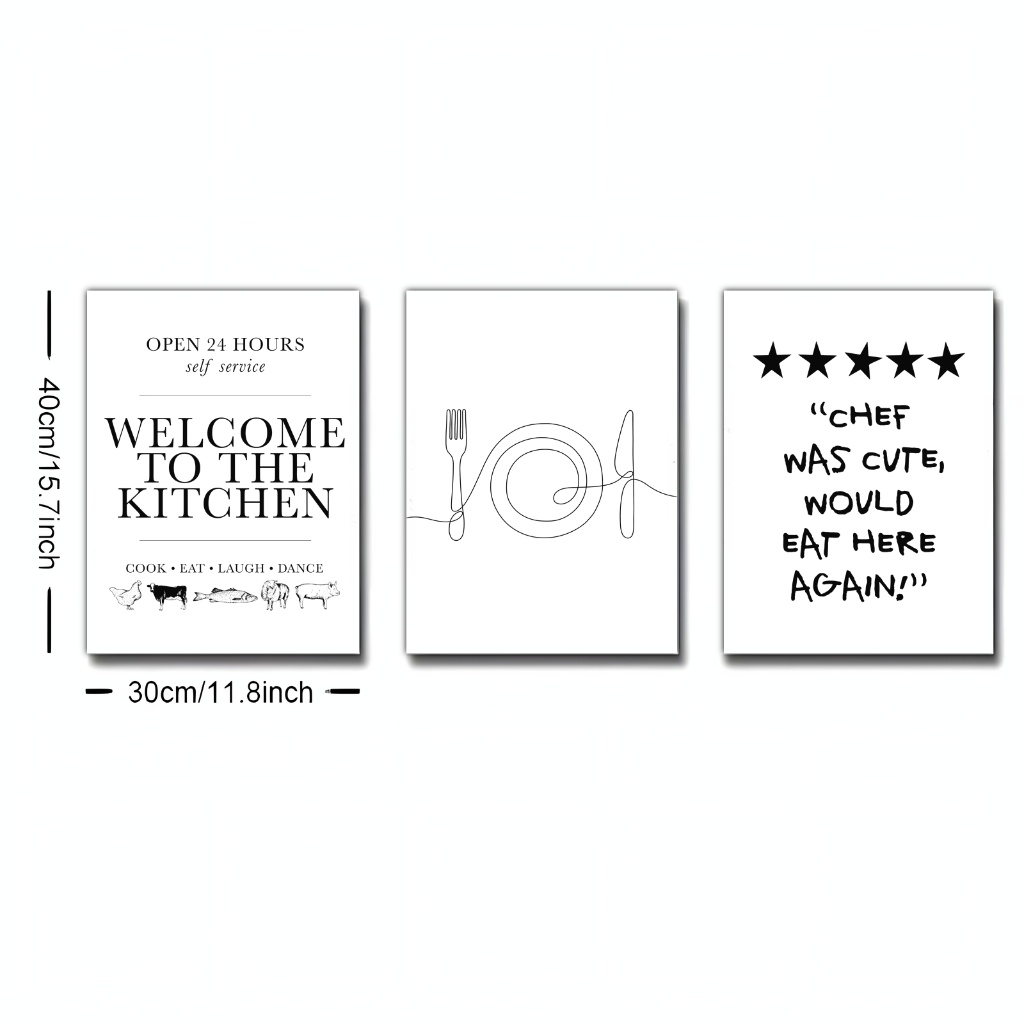 OPEN 24 HOURS
self service
WELCOME
TO THE
KITCHEN
COOK • EAT • LAUGH • DANCE
“CHEF
WAS CUTE,
WOULD
EAT HERE
AGAIN!”
40cm/15.7inch
30cm/11.8inch